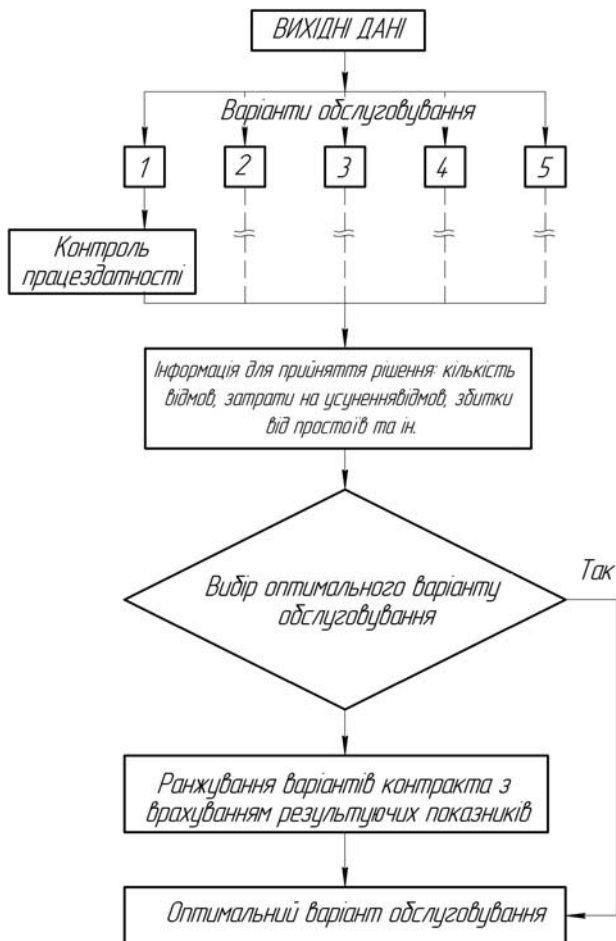 ВИХІДНІ ДАНІ
Варіанти обслуговування
1 2 3 4 5
Контроль
працездатності
Інформація для прийняття рішення: кількість
відмов, затрати на усуненнявідмов, збитки
від простоїв та ін.
Вибір оптимального варіанту
обслуговування
Так
Ранжування варіантів контракта з
врахуванням результуючих показників
Оптимальний варіант обслуговування